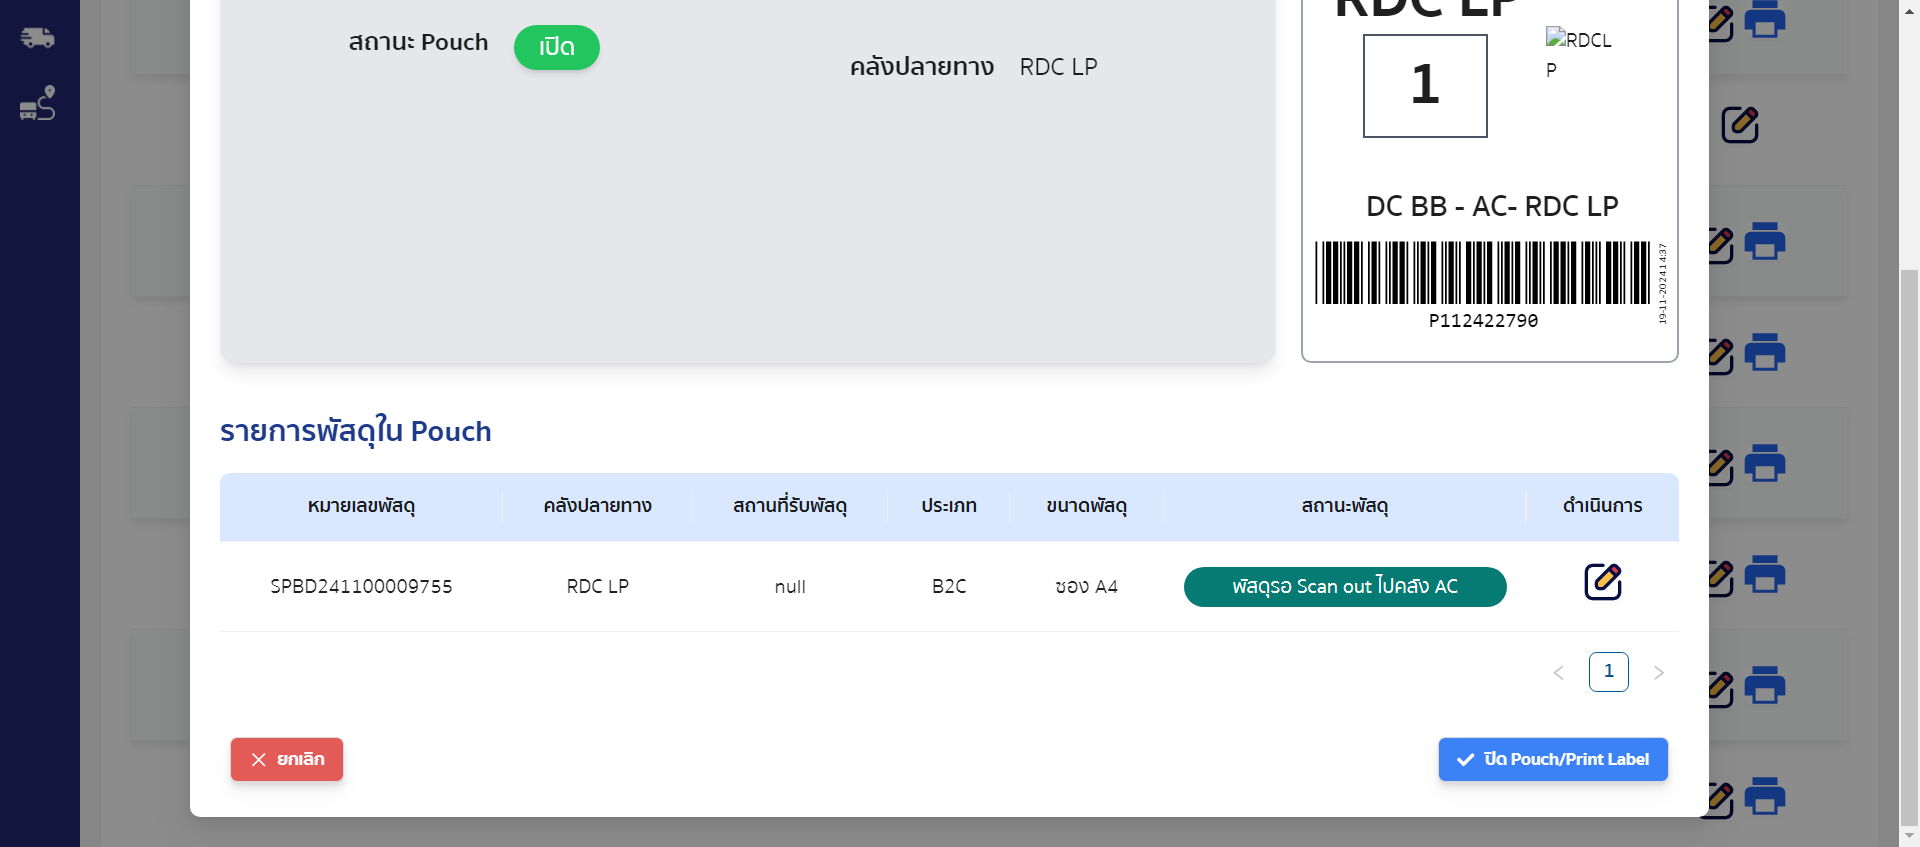 สถานะ Pouch เปิด
คลังปลายทาง RDC LP
RDC LP
1
RDCLP
DC BB - AC- RDC LP
P112422790
19-11-2024 14:37
รายการพัสดุใน Pouch
หมายเลขพัสดุ คลังปลายทาง สถานที่รับพัสดุ ประเภท ขนาดพัสดุ สถานะพัสดุ ดำเนินการ
SPBD241100009755 RDC LP null B2C ซอง A4 พัสดุรอ Scan out ไปคลัง AC
1
ยกเลิก
ปิด Pouch/Print Label